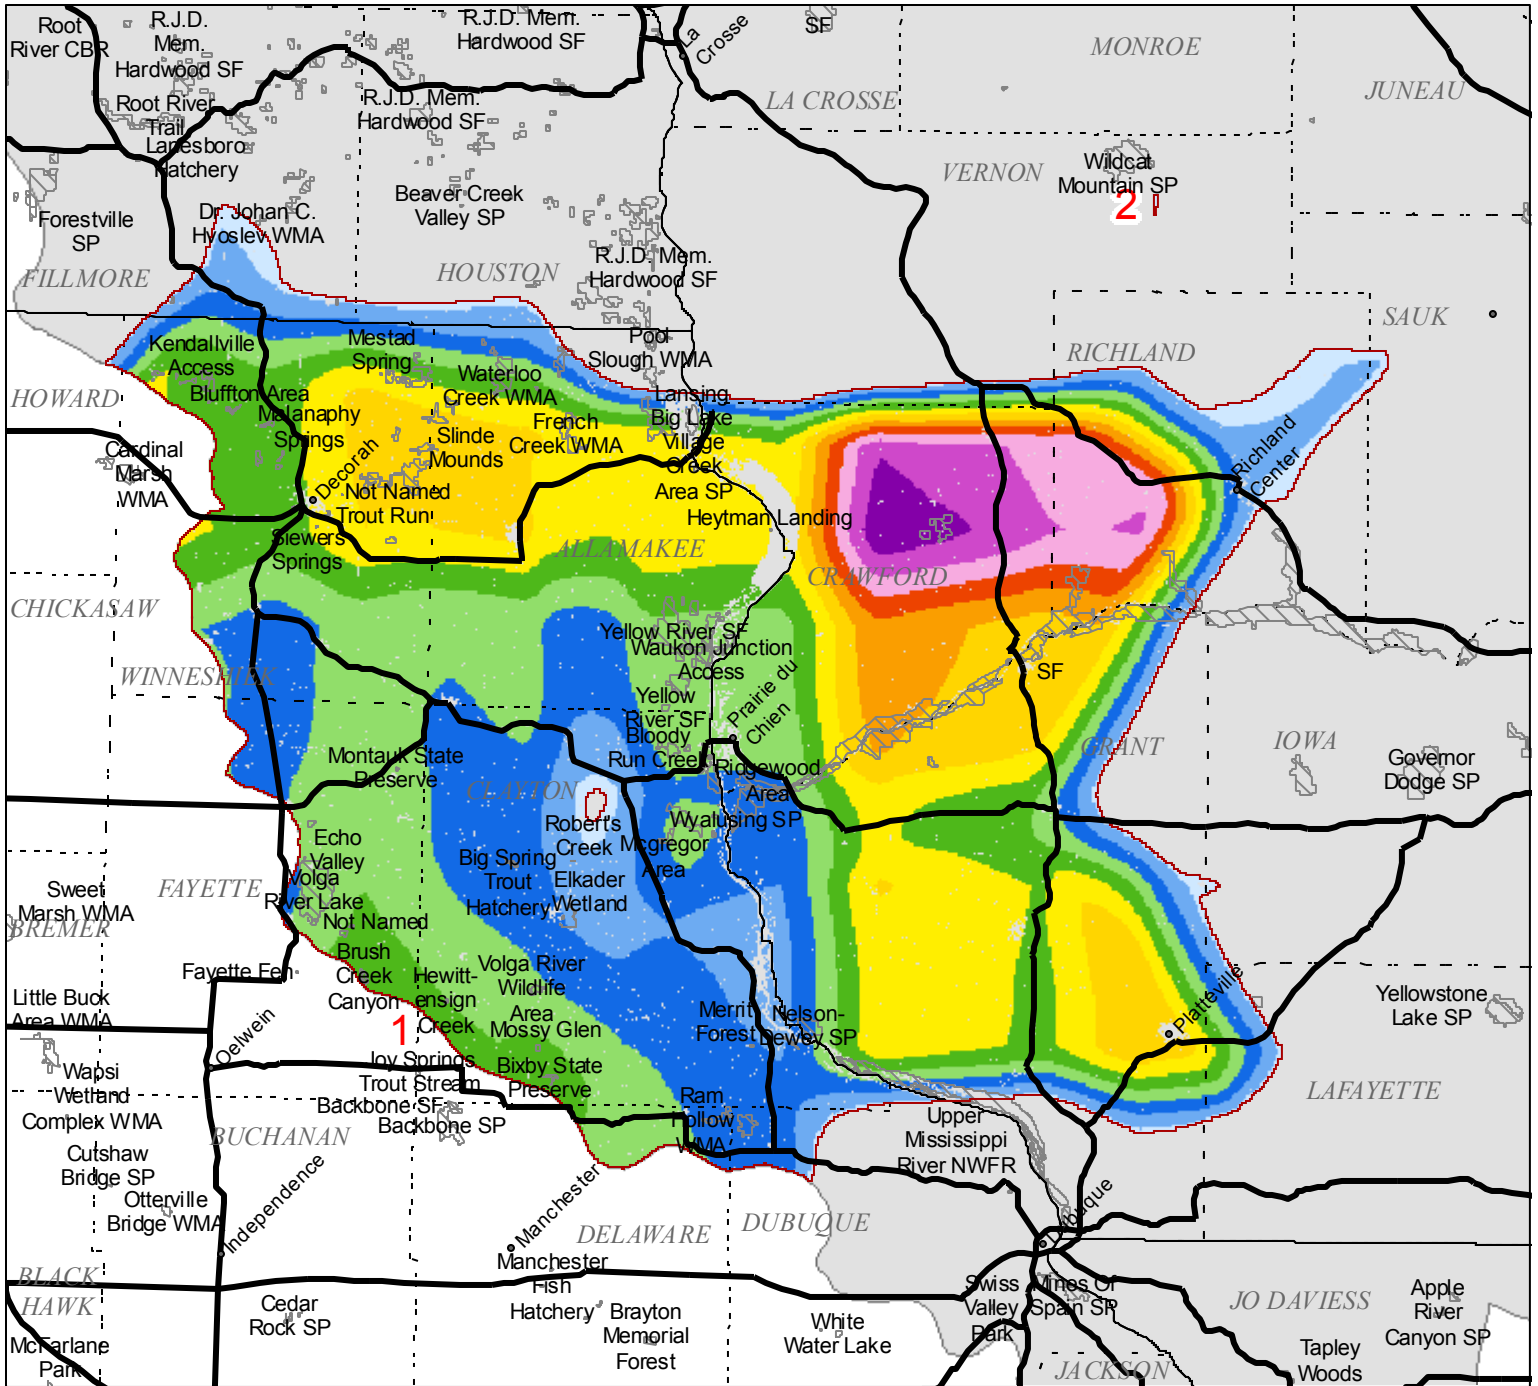 Root
River CBR
R.J.D.
Mem.
Hardwood SF
R.J.D. Mem.
Hardwood SF
La
Crosse
SF
MONROE
JUNEAU
LA CROSSE
Root River
Trail
Lanesboro
Hatchery
R.J.D. Mem.
Hardwood SF
VERNON
Wildcat
Mountain SP
2
Forestville
SP
Dr. Johan C.
Hvoslev WMA
Beaver Creek
Valley SP
R.J.D. Mem.
Hardwood SF
FILLMORE
HOUSTON
SAUK
RICHLAND
Kendallville
Access
Mestad
Spring
Pool
Slough WMA
HOWARD
Bluffton Area
Malanaphy
Springs
Waterloo
Creek WMA
Lansing
Big Lake
French
Creek WMA
Slinde
Mounds
Village
Creek
Area SP
Cardinal
Marsh
WMA
Decorah
Not Named
Trout Run
Heytman Landing
Richland
Center
Siewers
Springs
ALLAMAKEE
CRAWFORD
CHICKASAW
WINNESHIEK
Yellow River SF
Waukon Junction
Access
Yellow
River SF
Prairie du
Chien
SF
Bloody
Run Creek
Montauk State
Preserve
Ridgewood
Area
GRANT
IOWA
Governor
Dodge SP
CLAYTON
Robert's
Creek
Mcgregor
Area
Wyalusing SP
Echo
Valley
Volga
River Lake
Big Spring
Trout
Hatchery
Elkader
Wetland
FAYETTE
Sweet
Marsh WMA
BREMER
Not Named
Brush
Creek
Canyon
Fayette Fen
Hewitt-
ensign
Creek
Volga River
Wildlife
Area
Mossy Glen
Merrit
Forest
Nelson-
Dewey SP
Platteville
Yellowstone
Lake SP
Little Buck
Area WMA
1
Oelwein
Joy Springs
Trout Stream
Bixby State
Preserve
Wapsi
Wetland
Complex WMA
Backbone SF
Backbone SP
Ram
Hollow
WMA
Upper
Mississippi
River NWFR
LAFAYETTE
BUCHANAN
Cutshaw
Bridge SP
Otterville
Bridge WMA
Independence
Manchester
DELAWARE
DUBUQUE
Dubuque
BLACK
HAWK
Manchester
Fish
Hatchery
Cedar
Rock SP
Brayton
Memorial
Forest
White
Water Lake
Swiss
Valley
Park
Mines Of
Spain SP
JO DAVIESS
Apple
River
Canyon SP
McFarlane
Park
JACKSON
Tapley
Woods